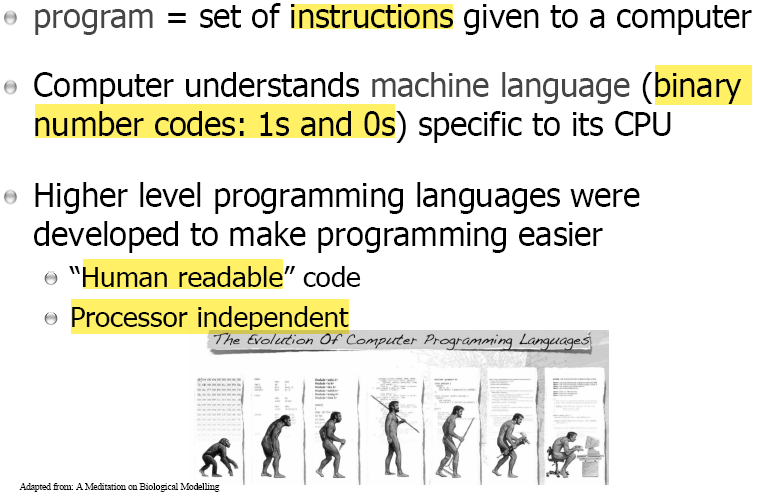 program = set of instructions given to a computer
Computer understands machine language (binary
number codes: 1s and 0s) specific to its CPU
Higher level programming languages were
developed to make programming easier
“Human readable” code
Processor independent
The Evolution Of Computer Programming Languages
Adapted from: A Meditation on Biological Modelling